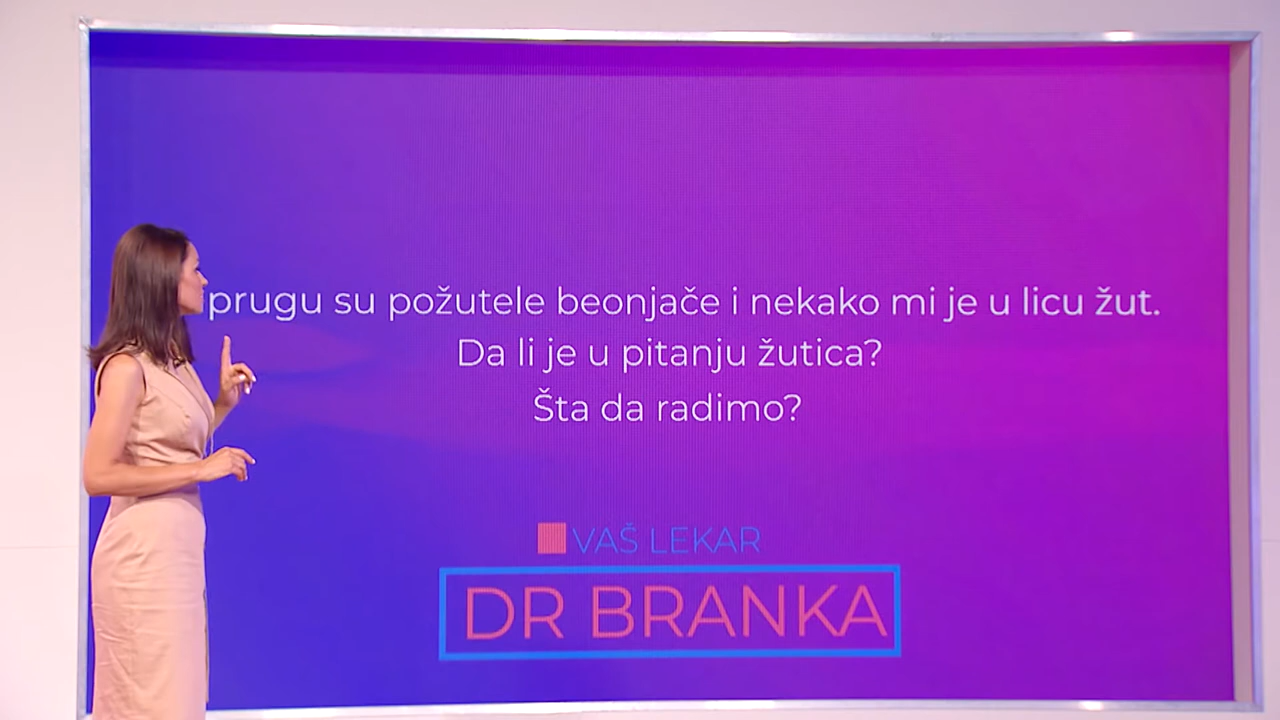 su požutele beonjače i nekako mi je u licu žut.
Da li je u pitanju žutica?
Šta da radimo?
VAŠ LEKAR
DR BRANKA